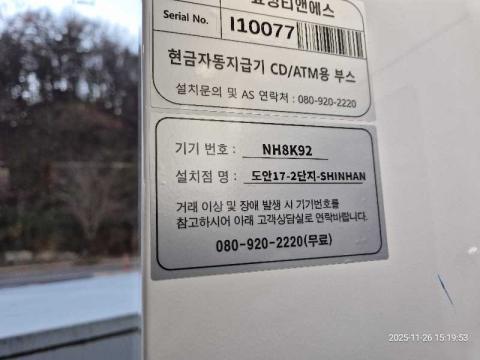 효성티앤에스
Serial No. I10077
현금자동지급기 CD/ATM용 부스
설치문의 및 AS 연락처 : 080-920-2220
기기 번호 : NH8K92
설치점 명 : 도안17-2단지-SHINHAN
거래 이상 및 장애 발생 시 기기번호를
참고하시어 아래 고객상담실로 연락바랍니다.
080-920-2220(무료)
2025-11-26 15:19:53